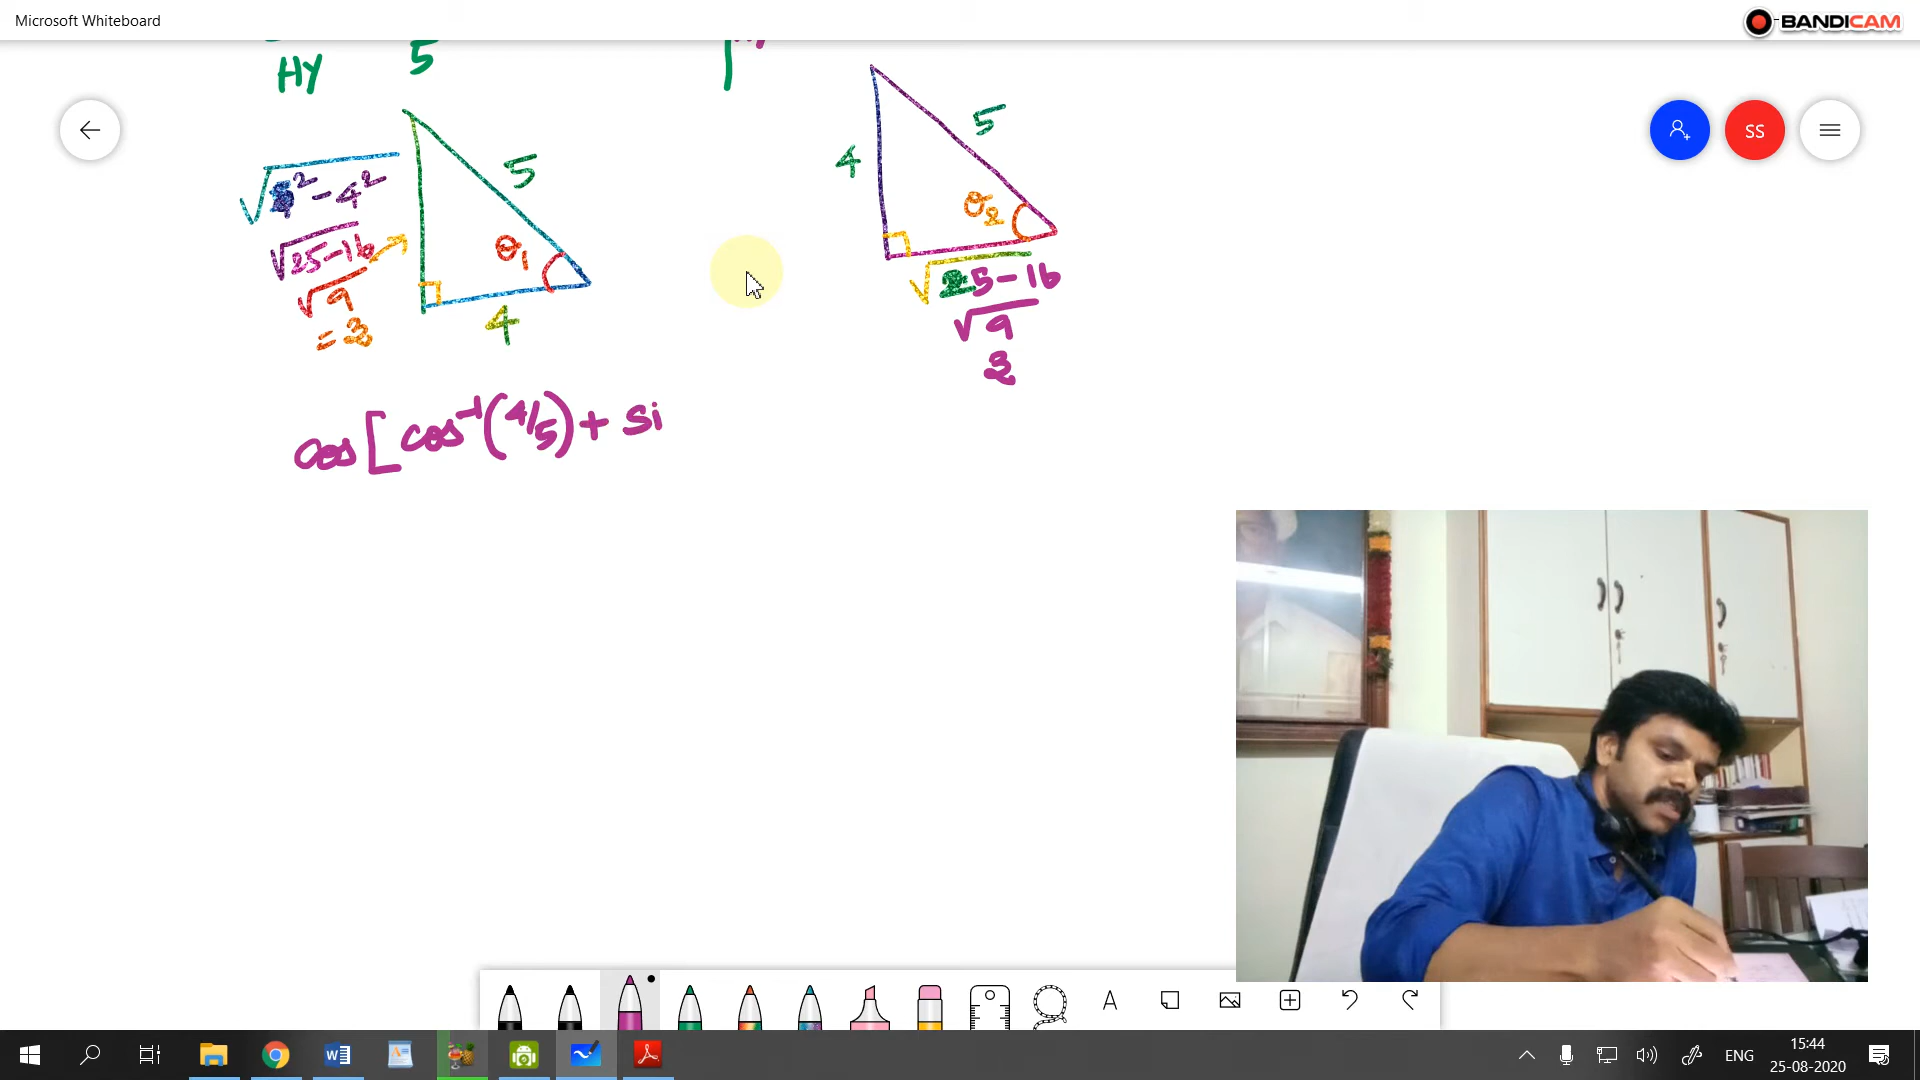 Microsoft Whiteboard
BANDICAM
HY
5
√5²-4²
√25-16
√9
=3
5
θ₁
4
4
5
θ₂
√25-16
√9
3
SS
cos[cos⁻¹(4/5)+si
A
ENG
15:44
25-08-2020